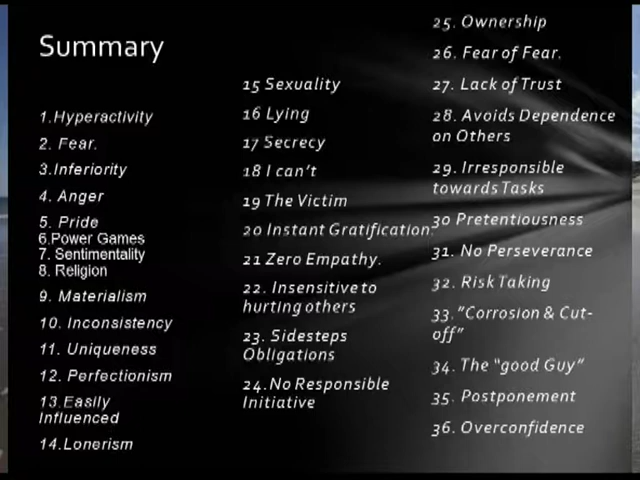 Summary
1.Hyperactivity
2. Fear.
3.Inferiority
4. Anger
5. Pride
6.Power Games
7. Sentimentality
8. Religion
9. Materialism
10. Inconsistency
11. Uniqueness
12. Perfectionism
13.Easily
Influenced
14.Lonerism
15 Sexuality
16 Lying
17 Secrecy
18 I can't
19 The Victim
20 Instant Gratification.
21 Zero Empathy.
22. Insensitive to
hurting others
23. Sidesteps
Obligations
24.No Responsible
Initiative
25. Ownership
26. Fear of Fear.
27. Lack of Trust
28. Avoids Dependence
on Others
29. Irresponsible
towards Tasks
30 Pretentiousness
31. No Perseverance
32. Risk Taking
33."Corrosion & Cut-
off"
34. The "good Guy"
35. Postponement
36. Overconfidence